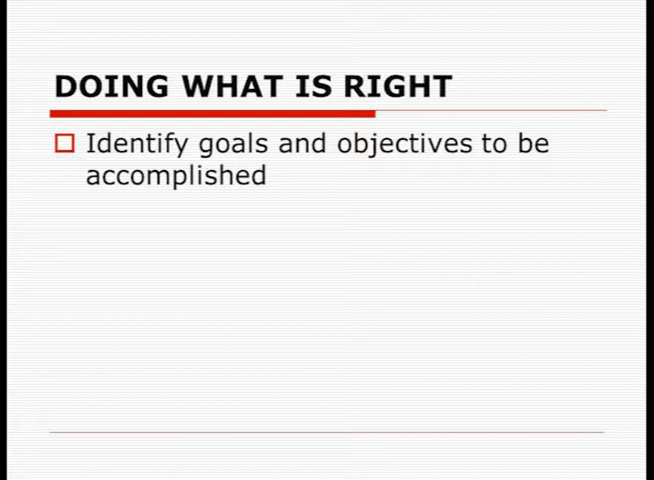 DOING WHAT IS RIGHT
Identify goals and objectives to be
accomplished